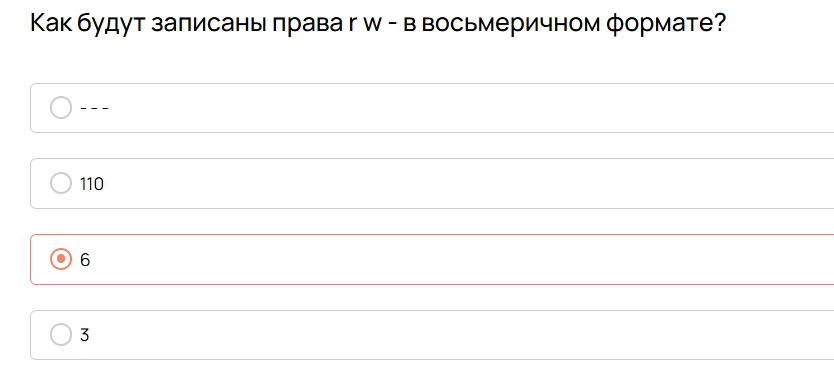 Как будут записаны права r w - в восьмеричном формате?
- - -
110
6
3